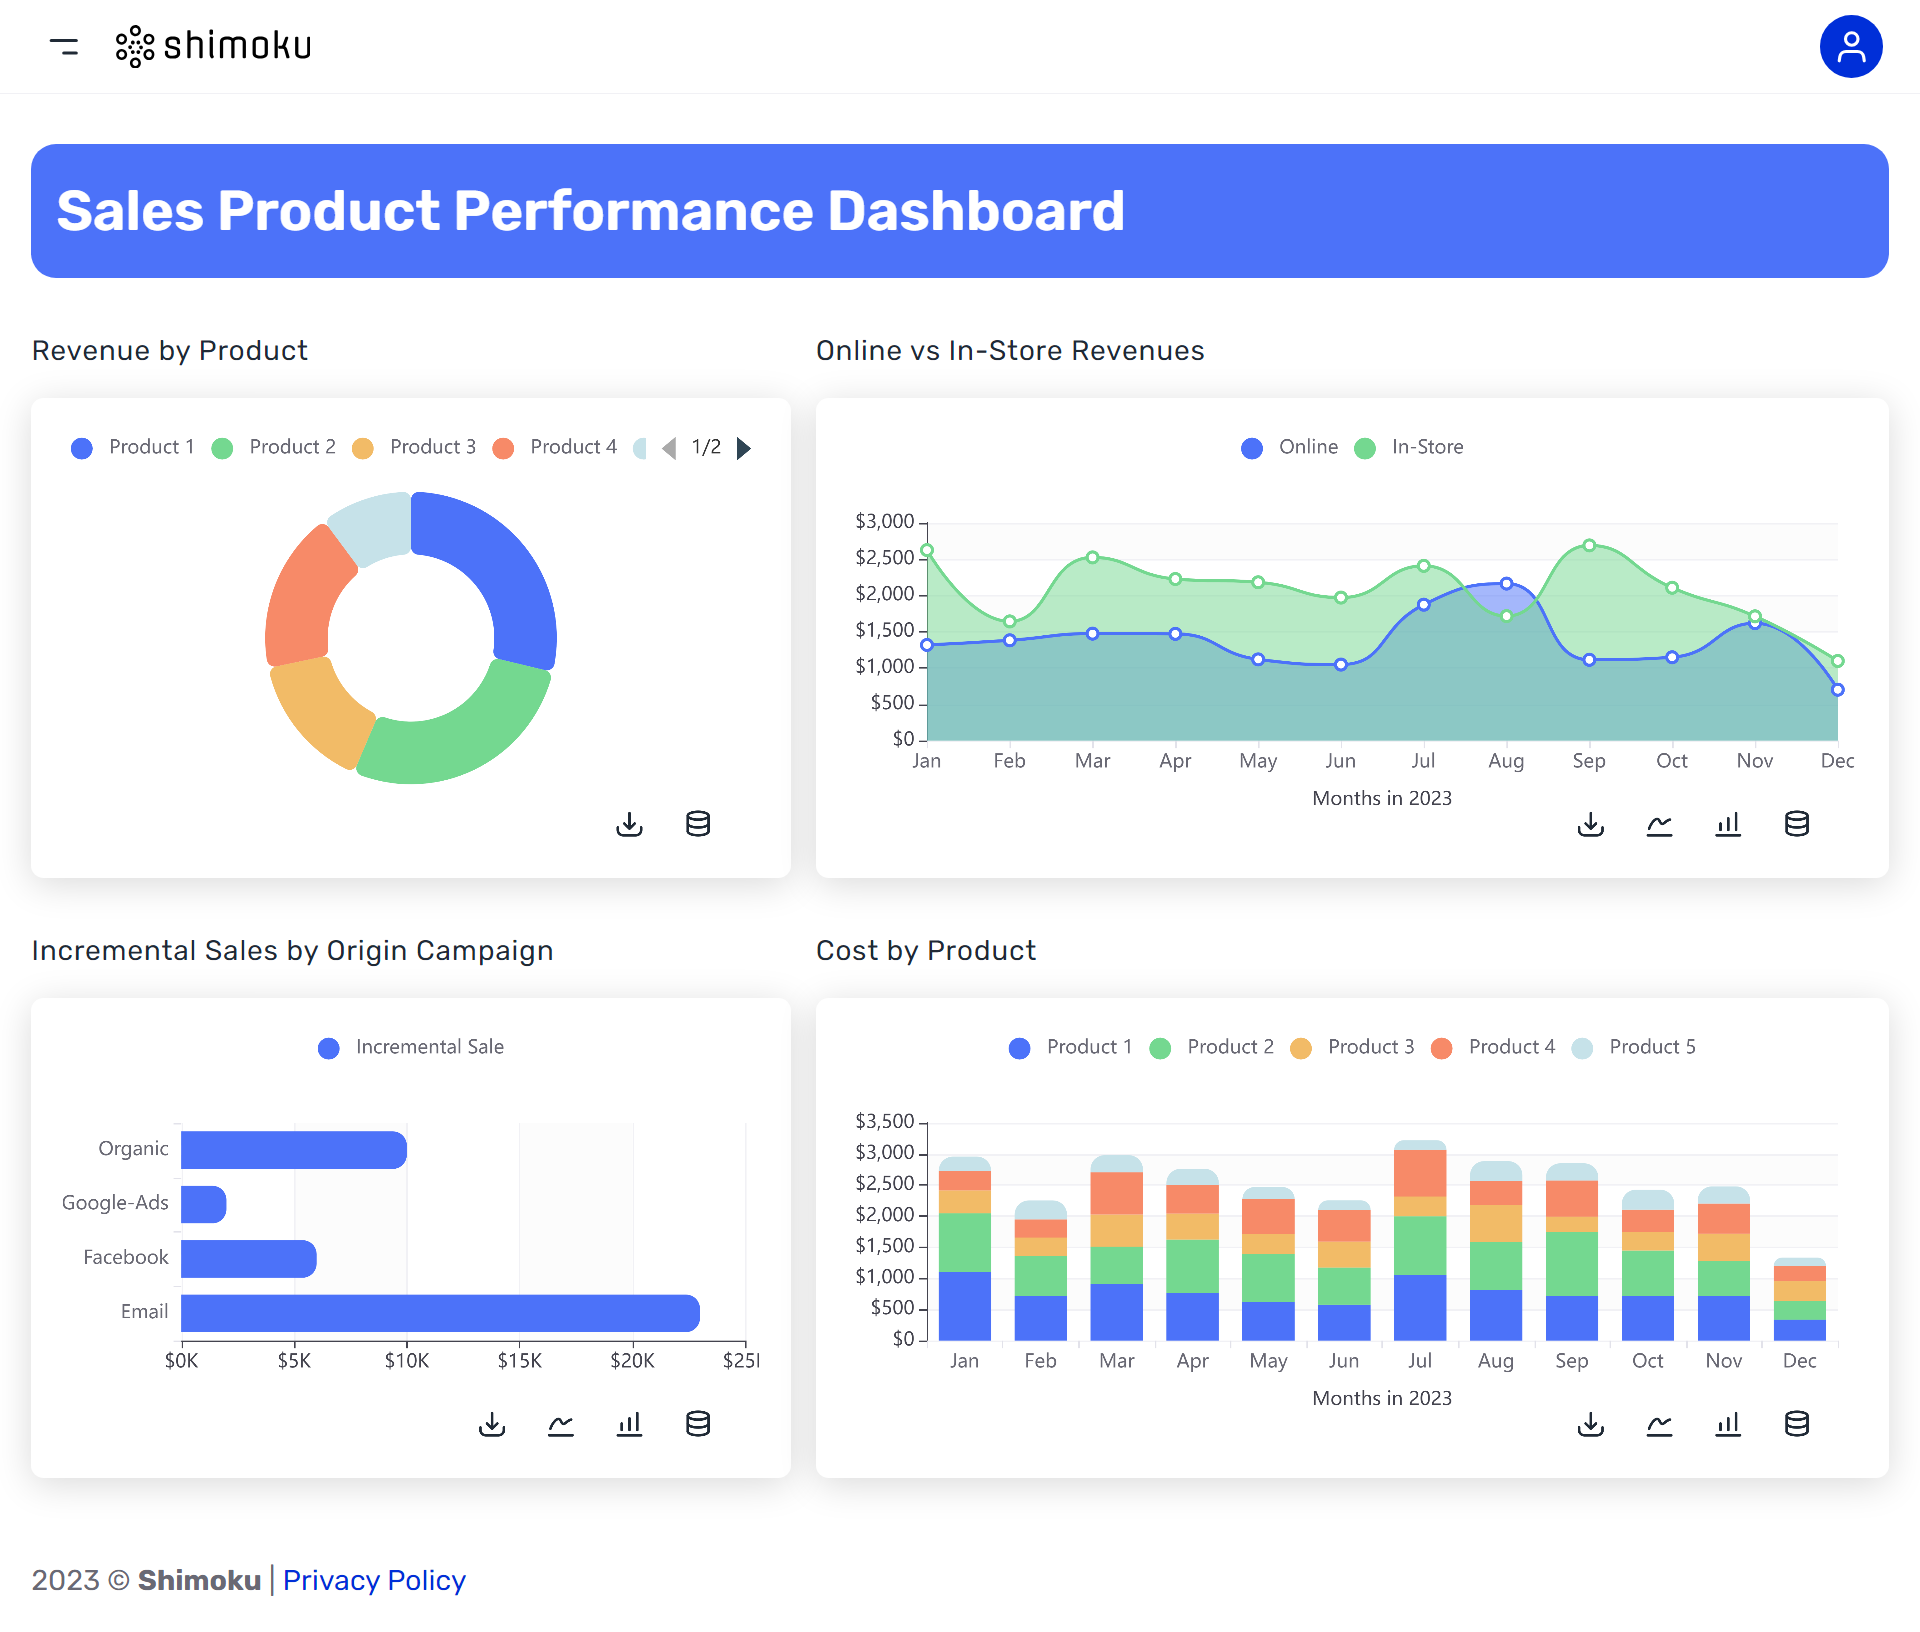 shimoku
Sales Product Performance Dashboard
Revenue by Product
Product 1 Product 2 Product 3 Product 4 1/2
Online vs In-Store Revenues
Online In-Store
$3,000
$2,500
$2,000
$1,500
$1,000
$500
$0
Jan Feb Mar Apr May Jun Jul Aug Sep Oct Nov Dec
Months in 2023
Incremental Sales by Origin Campaign
Incremental Sale
Organic
Google-Ads
Facebook
Email
$0K $5K $10K $15K $20K $25
Cost by Product
Product 1 Product 2 Product 3 Product 4 Product 5
$3,500
$3,000
$2,500
$2,000
$1,500
$1,000
$500
$0
Jan Feb Mar Apr May Jun Jul Aug Sep Oct Nov Dec
Months in 2023
2023 © Shimoku | Privacy Policy